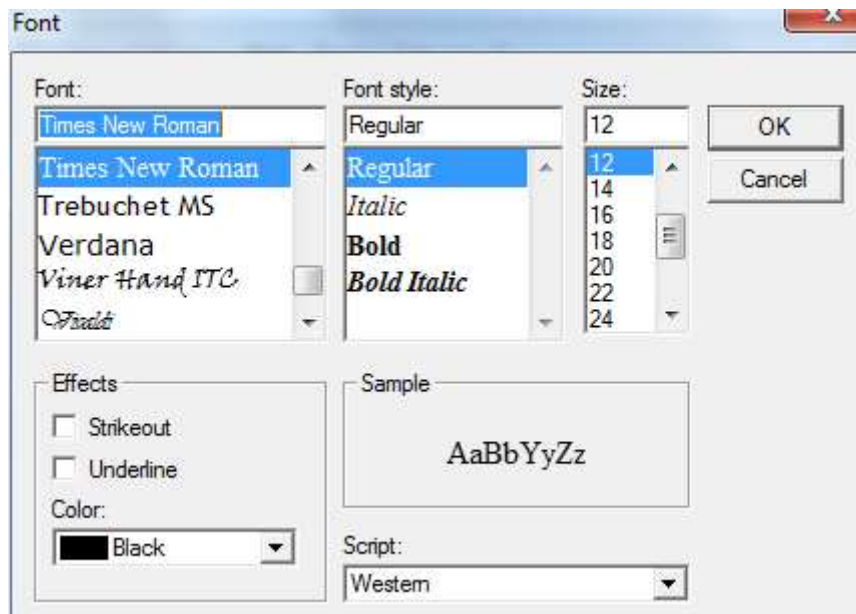 Font
Font:
Font style:
Size:
Times New Roman
Regular
12
OK
Cancel
Times New Roman
Trebuchet MS
Verdana
Viner Hand ITC
Vivaldi
Regular
Italic
Bold
Bold Italic
12
14
16
18
20
22
24
Effects
Strikeout
Underline
Color:
Black
Sample
AaBbYyZz
Script:
Western